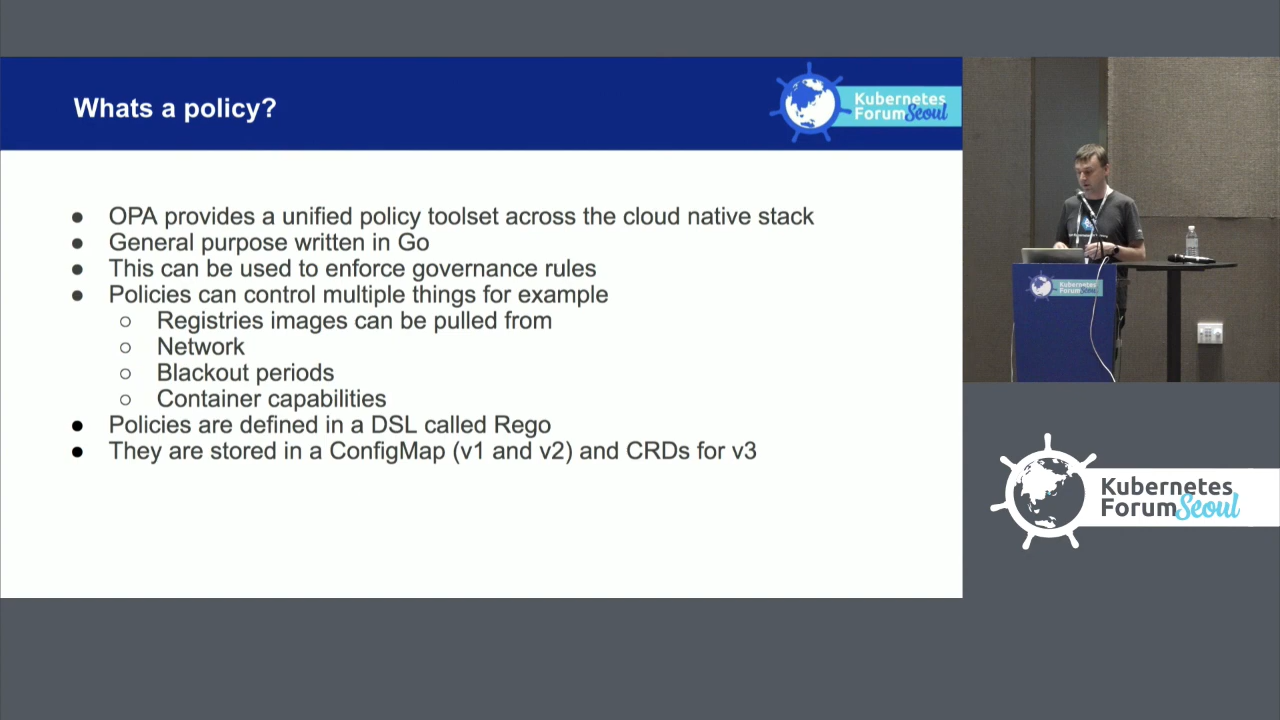 Whats a policy?
Kubernetes
Forum Seoul
● OPA provides a unified policy toolset across the cloud native stack
● General purpose written in Go
● This can be used to enforce governance rules
● Policies can control multiple things for example
○ Registries images can be pulled from
○ Network
○ Blackout periods
○ Container capabilities
● Policies are defined in a DSL called Rego
● They are stored in a ConfigMap (v1 and v2) and CRDs for v3
Kubernetes
Forum Seoul
Kubernetes
Forum Seoul